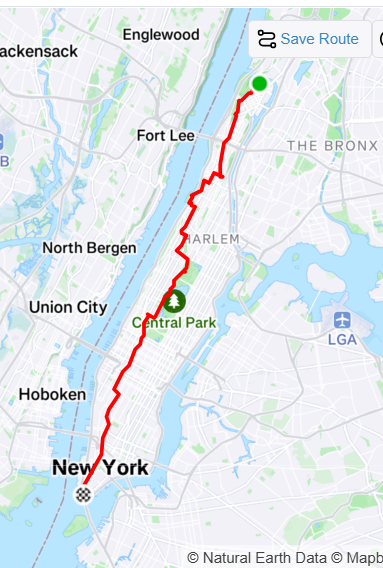 Englewood
ackensack
Save Route
Fort Lee
THE BRONX
B
HARLEM
North Bergen
Union City
Central Park
LGA
Hoboken
New York
© Natural Earth Data © Mapb